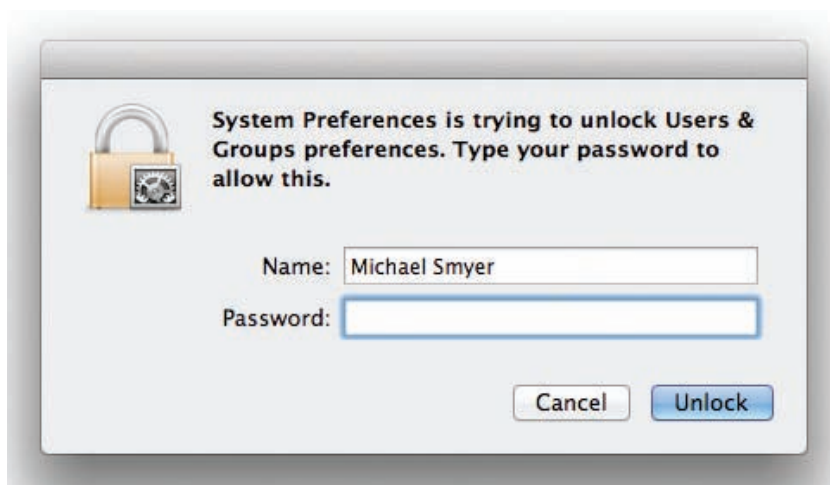 System Preferences is trying to unlock Users &
Groups preferences. Type your password to
allow this.
Name: Michael Smyer
Password:
Cancel Unlock